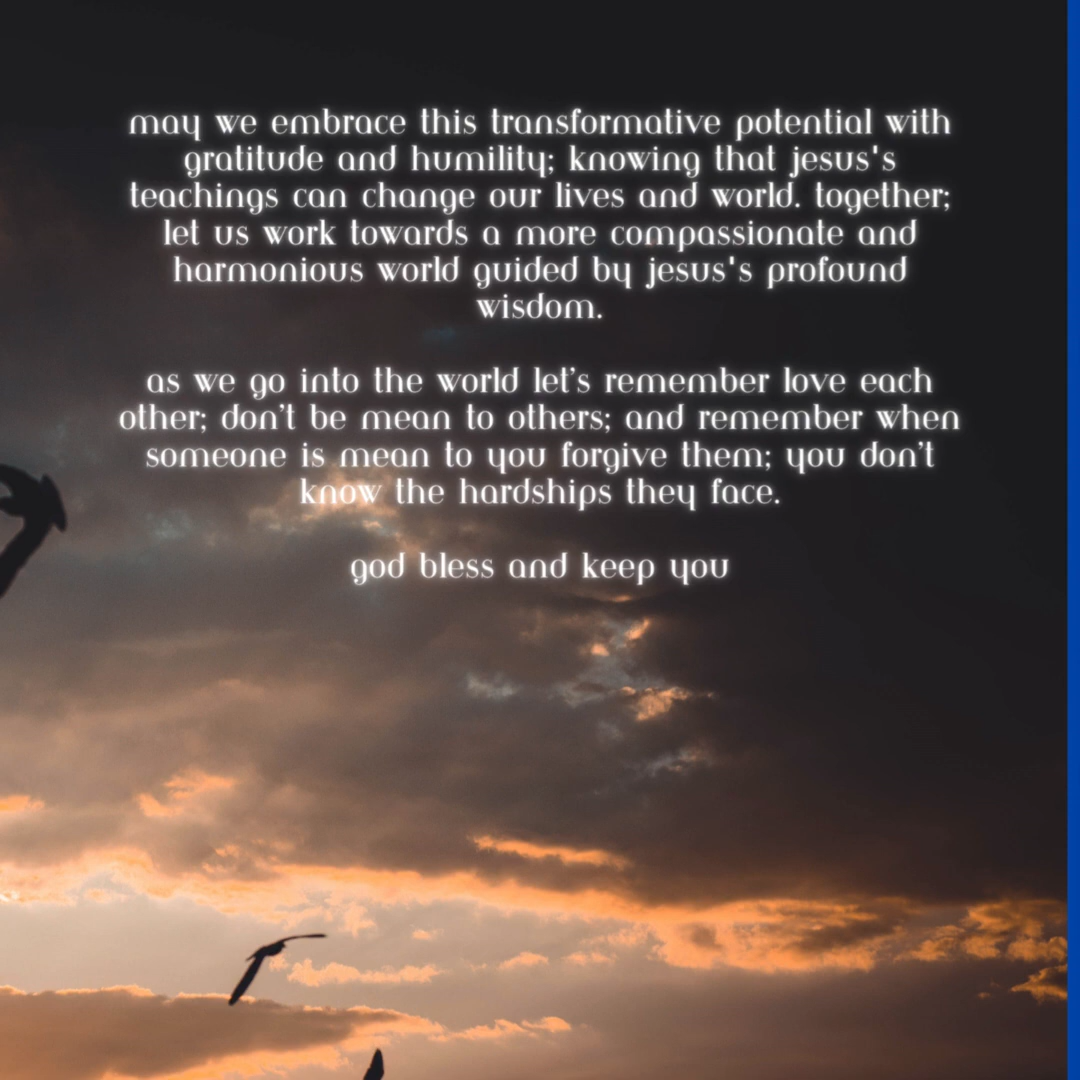 may we embrace this transformative potential with
gratitude and humility; knowing that jesus's
teachings can change our lives and world. together;
let us work towards a more compassionate and
harmonious world guided by jesus's profound
wisdom.
as we go into the world let’s remember love each
other; don’t be mean to others; and remember when
someone is mean to you forgive them; you don’t
know the hardships they face.
god bless and keep you